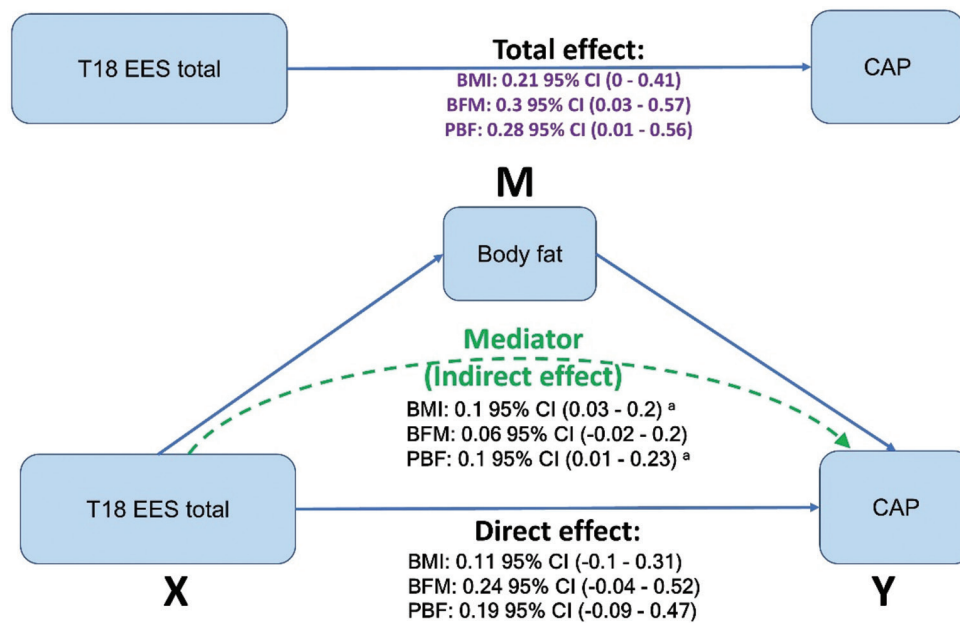 T18 EES total
Total effect:
CAP
BMI: 0.21 95% CI (0 - 0.41)
BFM: 0.3 95% CI (0.03 - 0.57)
PBF: 0.28 95% CI (0.01 - 0.56)
M
Body fat
Mediator
(Indirect effect)
BMI: 0.1 95% CI (0.03 - 0.2) ª
BFM: 0.06 95% CI (-0.02 - 0.2)
PBF: 0.1 95% CI (0.01 - 0.23) ª
T18 EES total
CAP
Direct effect:
BMI: 0.11 95% CI (-0.1 - 0.31)
BFM: 0.24 95% CI (-0.04 - 0.52)
PBF: 0.19 95% CI (-0.09 - 0.47)
X
Y